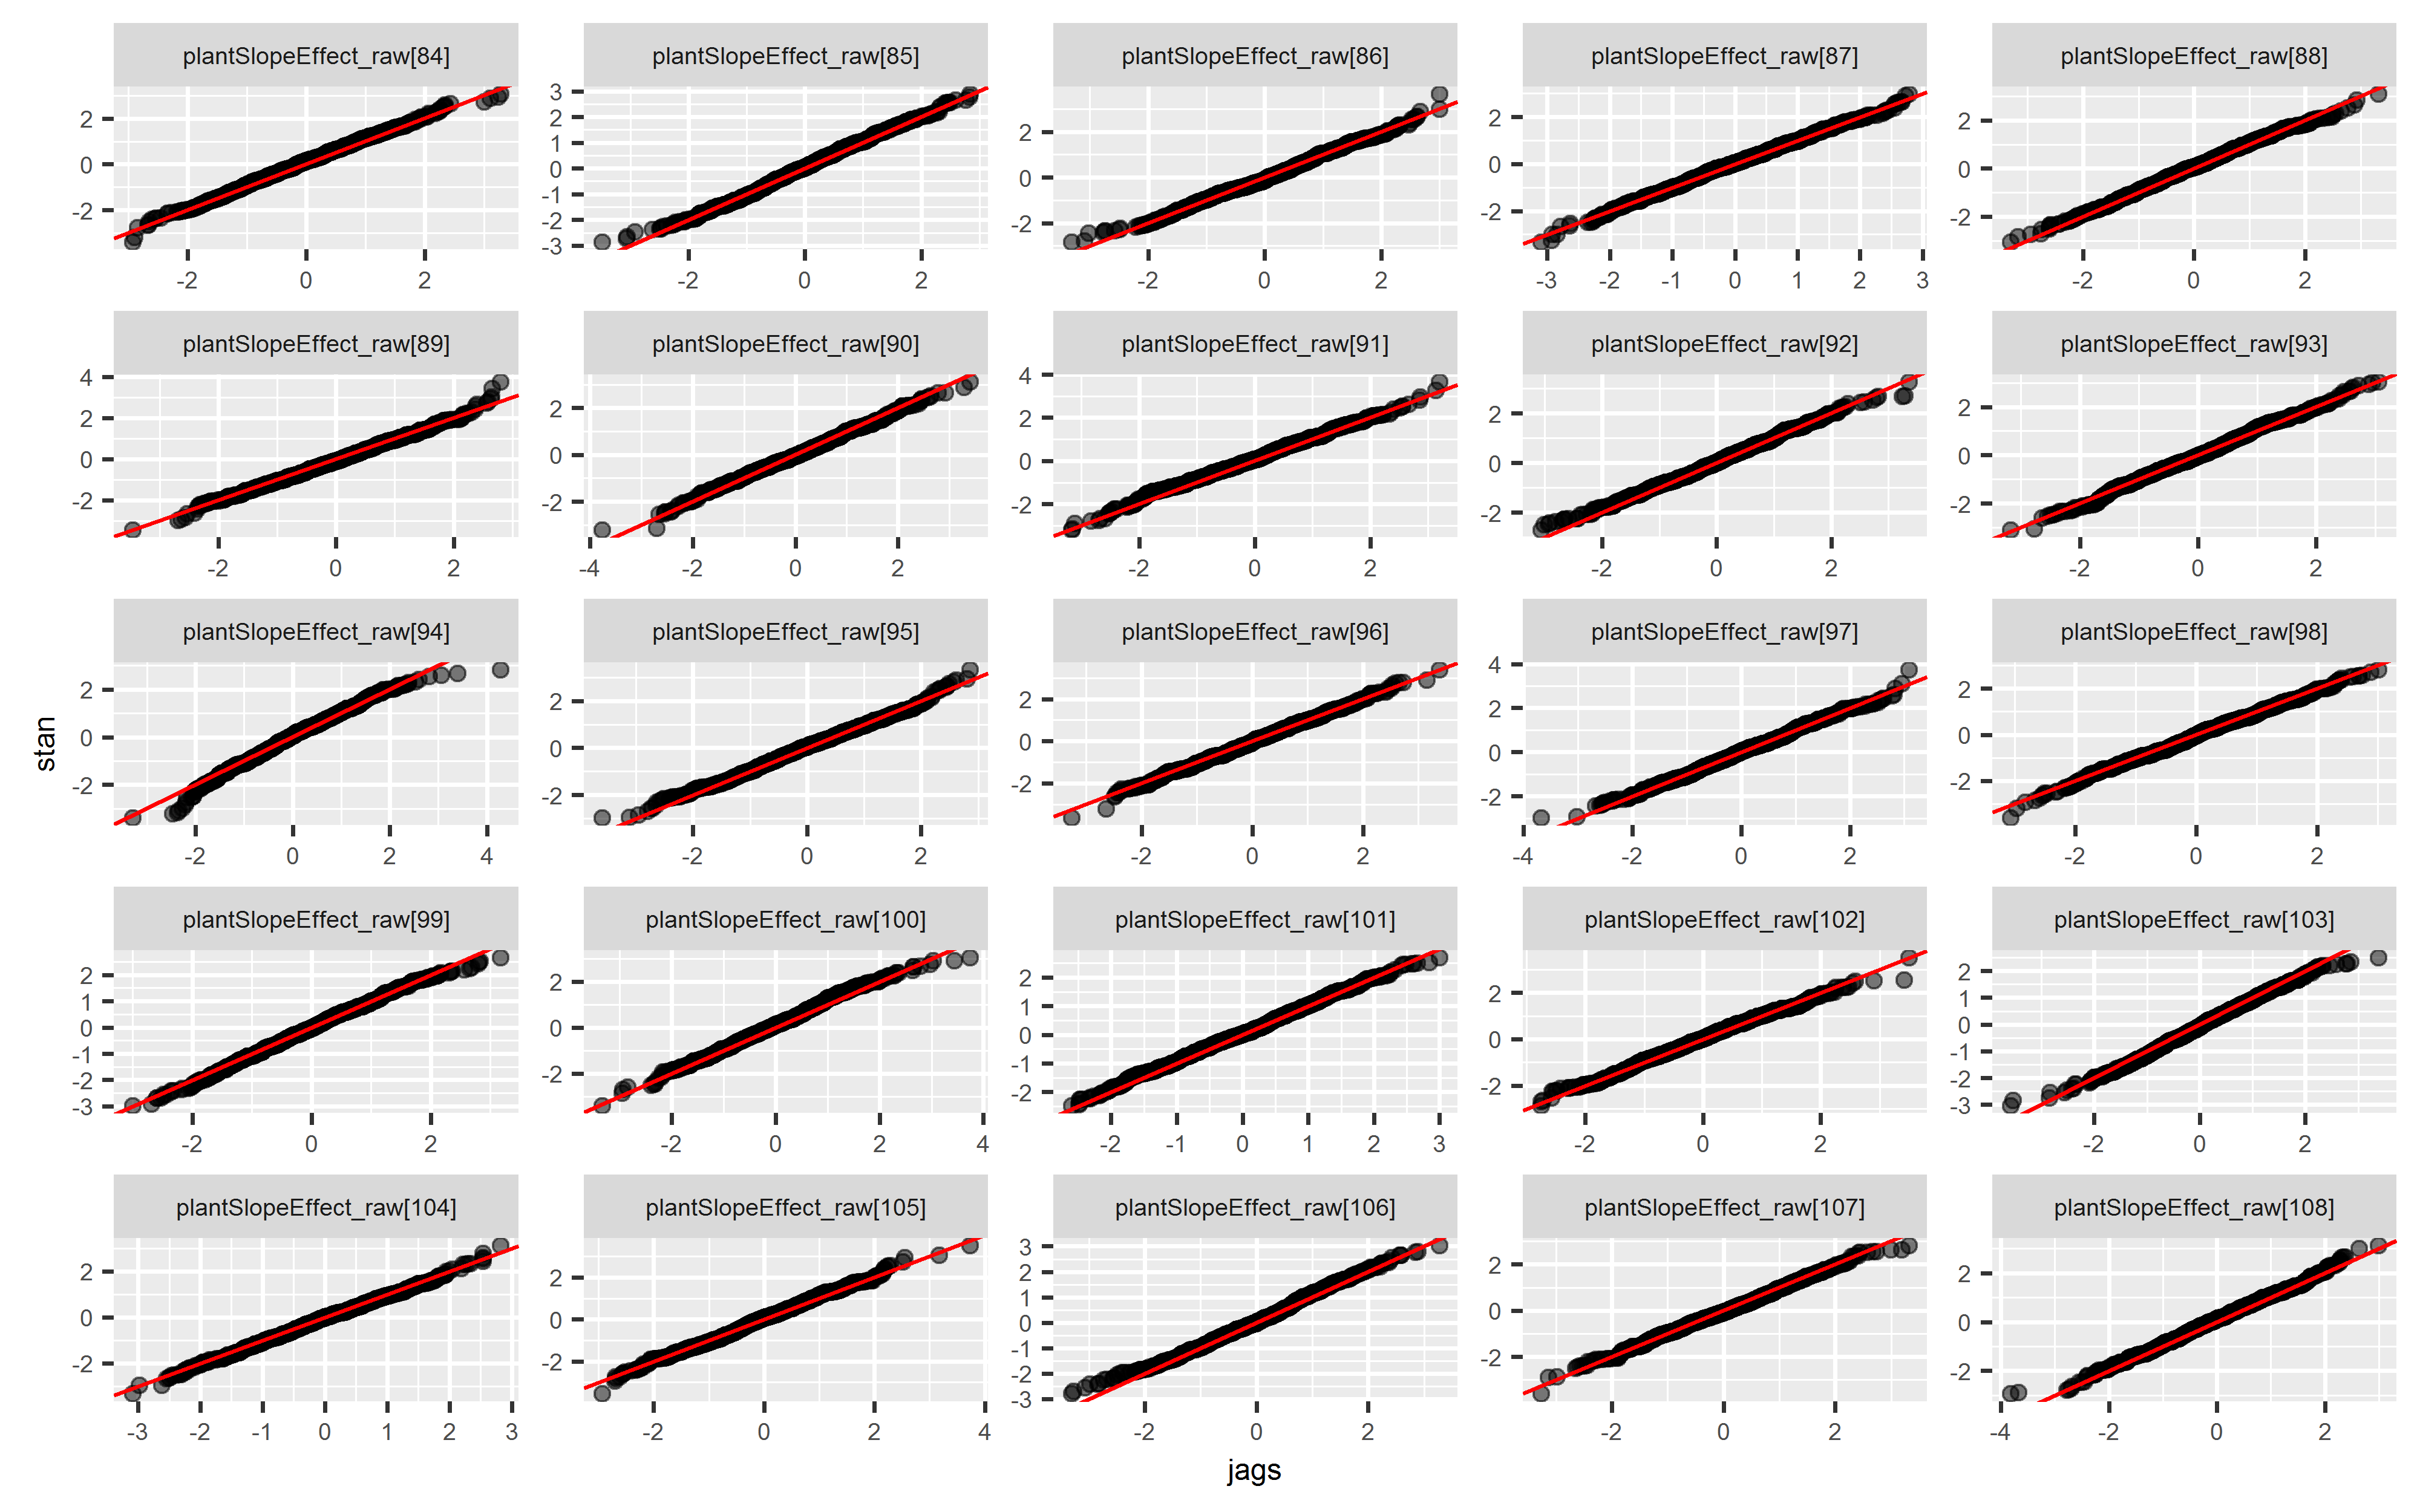 plantSlopeEffect_raw[84] plantSlopeEffect_raw[85] plantSlopeEffect_raw[86] plantSlopeEffect_raw[87] plantSlopeEffect_raw[88]
2 0 -2 3 2 1 0 -1 -2 -3 2 0 -2 2 0 -2 2 0 -2
-2 0 2 -2 0 2 -2 0 2 -3 -2 -1 0 1 2 3 -2 0 2
plantSlopeEffect_raw[89] plantSlopeEffect_raw[90] plantSlopeEffect_raw[91] plantSlopeEffect_raw[92] plantSlopeEffect_raw[93]
4 2 0 -2 2 0 -2 4 2 0 -2 2 0 -2 2 0 -2
-2 0 2 -4 -2 0 2 -2 0 2 -2 0 2 -2 0 2
plantSlopeEffect_raw[94] plantSlopeEffect_raw[95] plantSlopeEffect_raw[96] plantSlopeEffect_raw[97] plantSlopeEffect_raw[98]
2 0 -2 2 0 -2 2 0 -2 4 2 0 -2 2 0 -2
-2 0 2 4 -2 0 2 -2 0 2 -4 -2 0 2 -2 0 2
stan
plantSlopeEffect_raw[99] plantSlopeEffect_raw[100] plantSlopeEffect_raw[101] plantSlopeEffect_raw[102] plantSlopeEffect_raw[103]
2 1 0 -1 -2 -3 2 0 -2 2 1 0 -1 -2 2 0 -2 2 1 0 -1 -2 -3
-2 0 2 -2 0 2 4 -2 -1 0 1 2 3 -2 0 2 -2 0 2
plantSlopeEffect_raw[104] plantSlopeEffect_raw[105] plantSlopeEffect_raw[106] plantSlopeEffect_raw[107] plantSlopeEffect_raw[108]
2 0 -2 2 0 -2 3 2 1 0 -1 -2 -3 2 0 -2 2 0 -2
-3 -2 -1 0 1 2 3 -2 0 2 4 -2 0 2 -2 0 2 -4 -2 0 2
jags